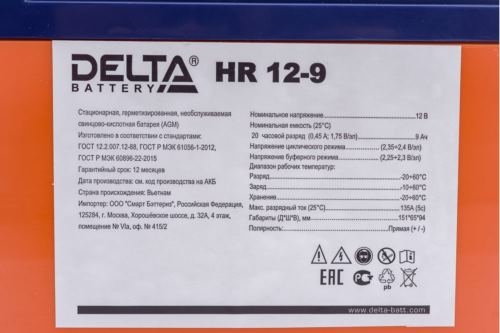 DELTA®
BATTERY
HR 12-9
Стационарная, герметизированная, необслуживаемая
свинцово-кислотная батарея (AGM)
Изготовлено в соответствии с стандартами:
ГОСТ 12.2.007.12-88, ГОСТ Р МЭК 61056-1-2012,
ГОСТ Р МЭК 60896-22-2015
Гарантийный срок: 12 месяцев
Дата производства: см. код производства на АКБ
Страна происхождения: Вьетнам
Импортер: ООО "Смарт Баттериз", Российская Федерация,
125284, г. Москва, Хорошёвское шоссе, д. 32А, 4 этаж,
помещение № VIa, оф. № 415/2
Номинальное напряжение: 12 В
Номинальная емкость (25°С)
20 часовой разряд (0,45 А; 1,75 В/эл) 9 Ач
Напряжение циклического режима (2,35÷2,4 В/эл)
Напряжение буферного режима (2,25÷2,3 В/эл)
Диапазон рабочих температур:
Разряд -20÷60°С
Заряд -10÷60°С
Хранение -20÷60°С
Макс. разрядный ток (25°С) 135А (5с)
Габариты (Д*Ш*В), мм 151*65*94
Полярность: Прямая (+ / -)
EAC
pb
www.delta-batt.com